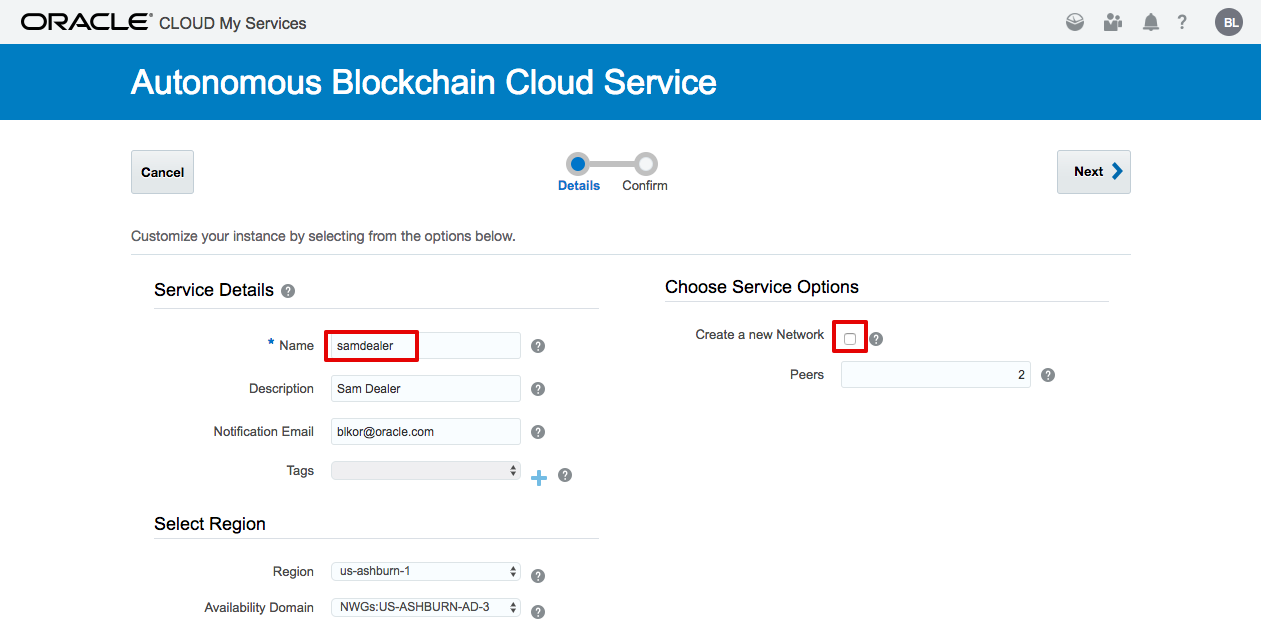 ORACLE® CLOUD My Services
? BL
Autonomous Blockchain Cloud Service
Cancel
Details Confirm
Next
Customize your instance by selecting from the options below.
Service Details ?
* Name samdealer ?
Description Sam Dealer ?
Notification Email blkor@oracle.com ?
Tags + ?
Select Region
Region us-ashburn-1 ?
Availability Domain NWGs:US-ASHBURN-AD-3 ?
Choose Service Options
Create a new Network ?
Peers 2 ?